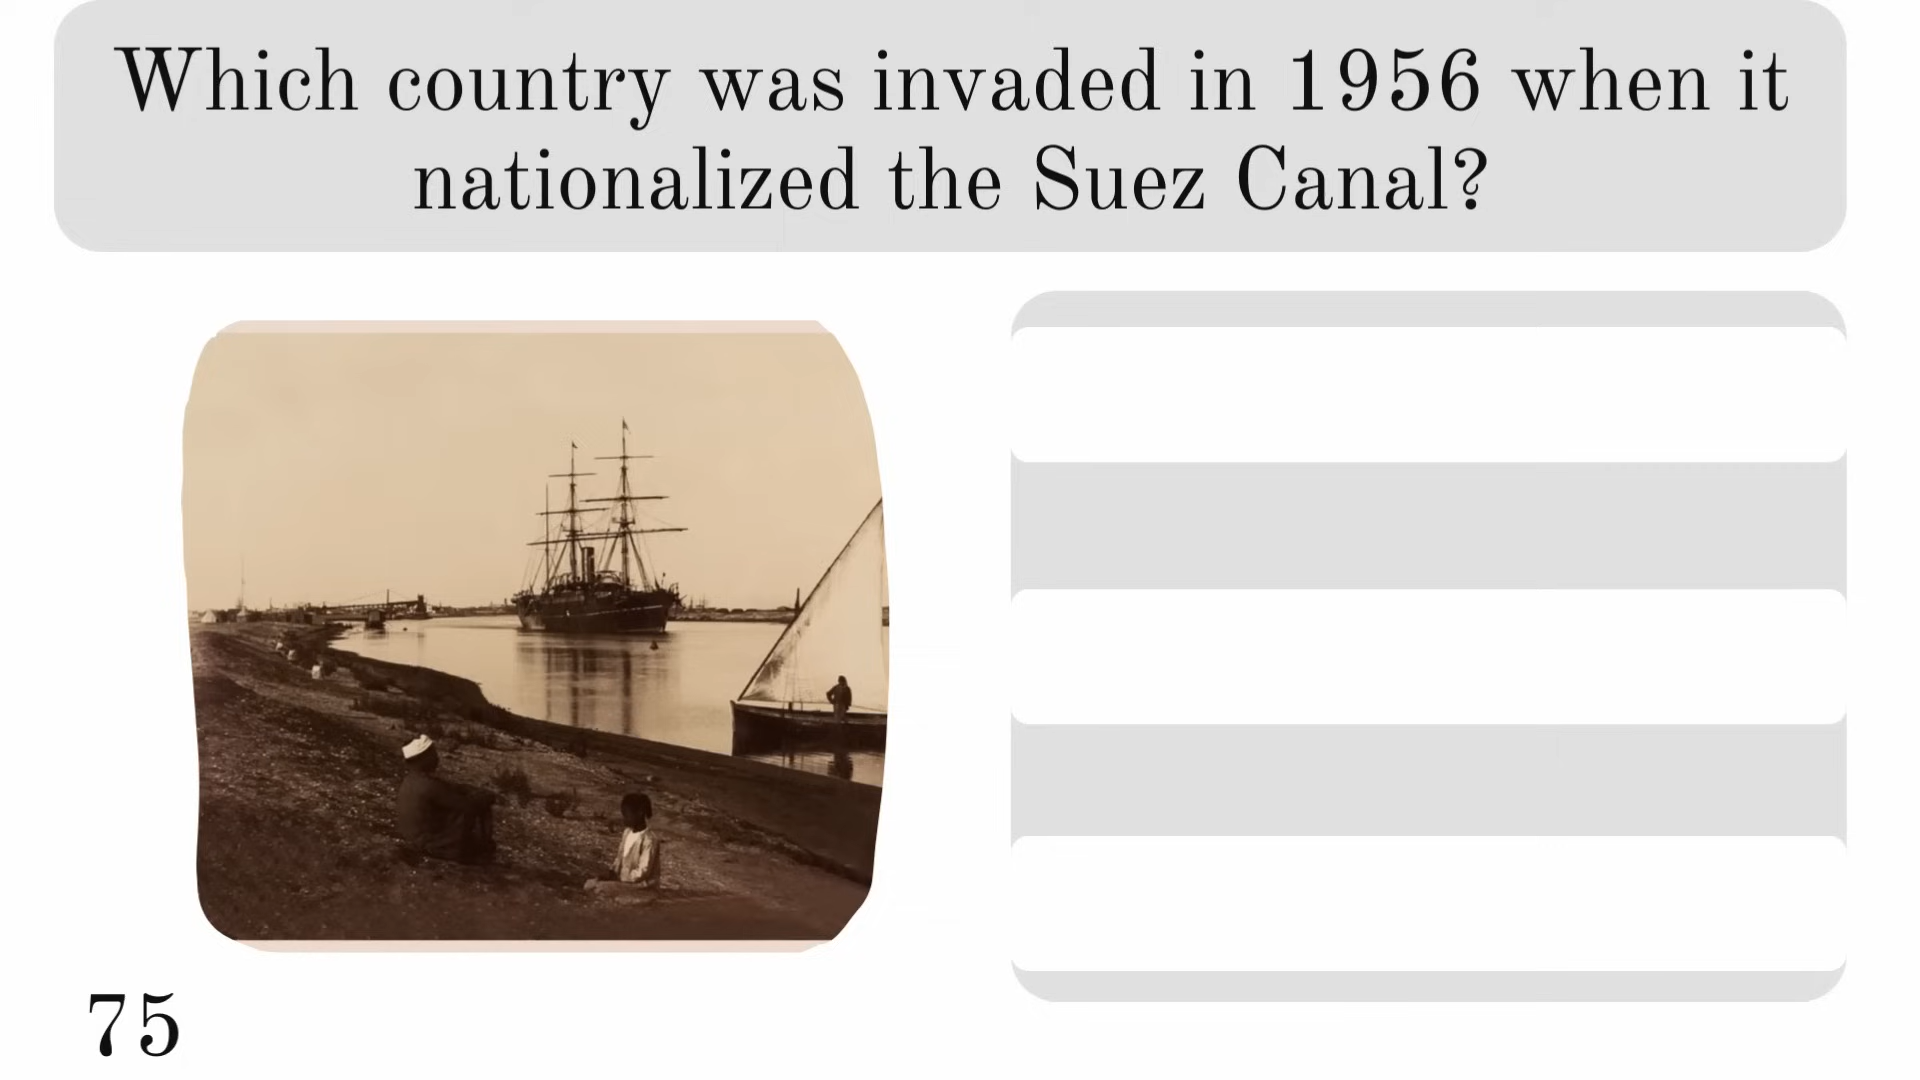 Which country was invaded in 1956 when it
nationalized the Suez Canal?
75